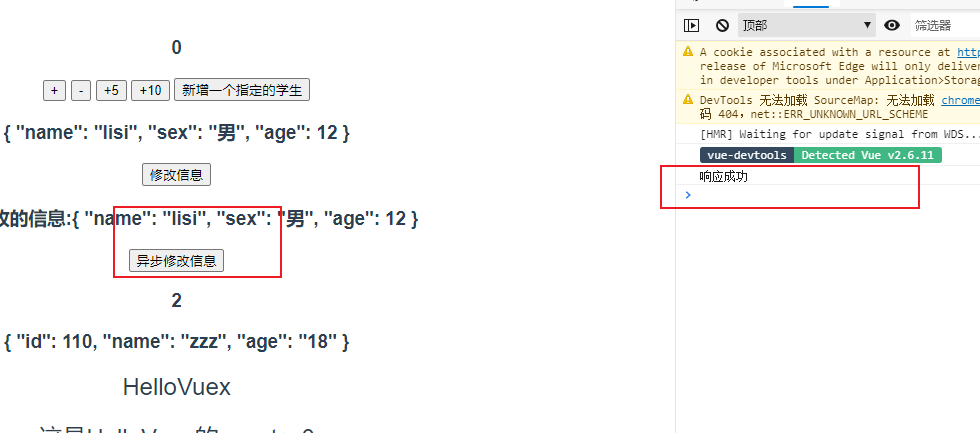 0
+ - +5 +10 新增一个指定的学生
{ "name": "lisi", "sex": "男", "age": 12 }
修改信息
的信息:{ "name": "lisi", "sex": "男", "age": 12 }
异步修改信息
2
{ "id": 110, "name": "zzz", "age": "18" }
HelloVuex
顶部 筛选器
A cookie associated with a resource at
release of Microsoft Edge will only deliver
in developer tools under Application>Storag
DevTools 无法加载 SourceMap: 无法加载 chrome
码 404，net::ERR_UNKNOWN_URL_SCHEME
[HMR] Waiting for update signal from WDS...
vue-devtools Detected Vue v2.6.11
响应成功
>